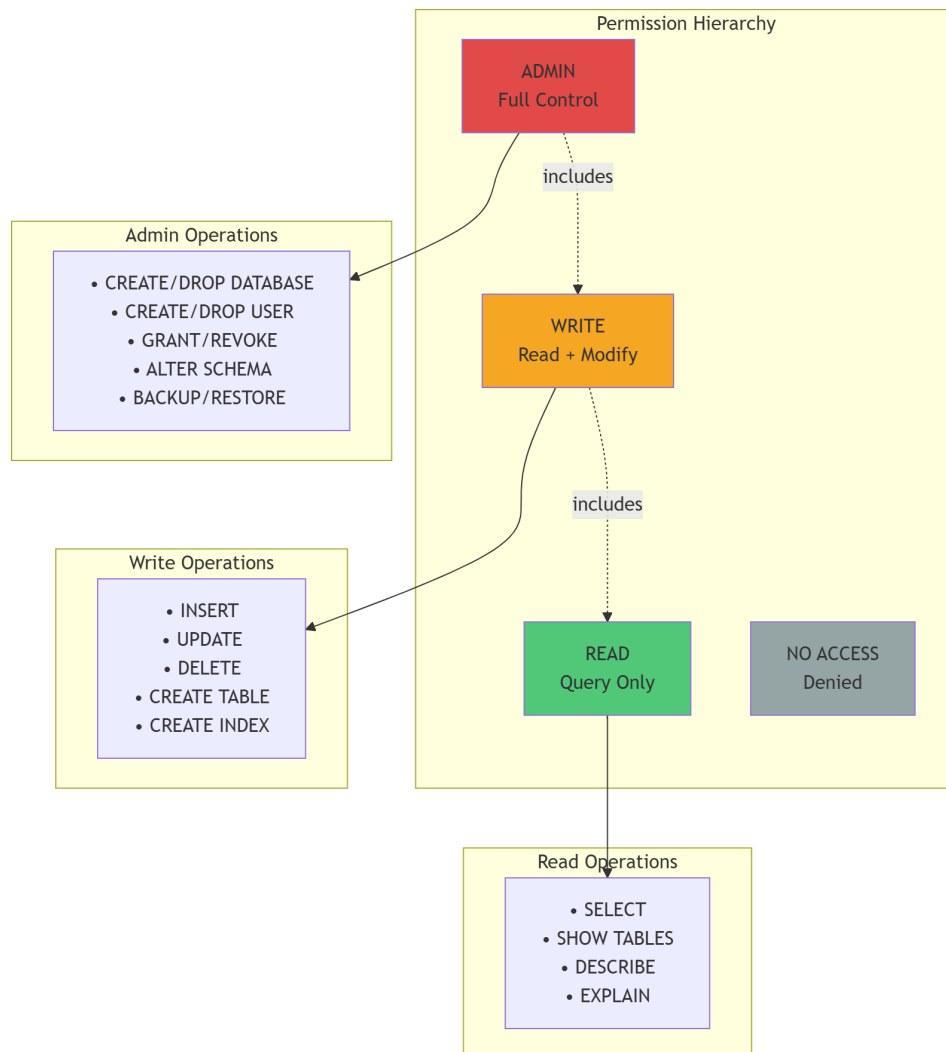 Permission Hierarchy
ADMIN
Full Control
includes
Admin Operations
• CREATE/DROP DATABASE
• CREATE/DROP USER
• GRANT/REVOKE
• ALTER SCHEMA
• BACKUP/RESTORE
WRITE
Read + Modify
includes
Write Operations
• INSERT
• UPDATE
• DELETE
• CREATE TABLE
• CREATE INDEX
READ
Query Only
NO ACCESS
Denied
Read Operations
• SELECT
• SHOW TABLES
• DESCRIBE
• EXPLAIN